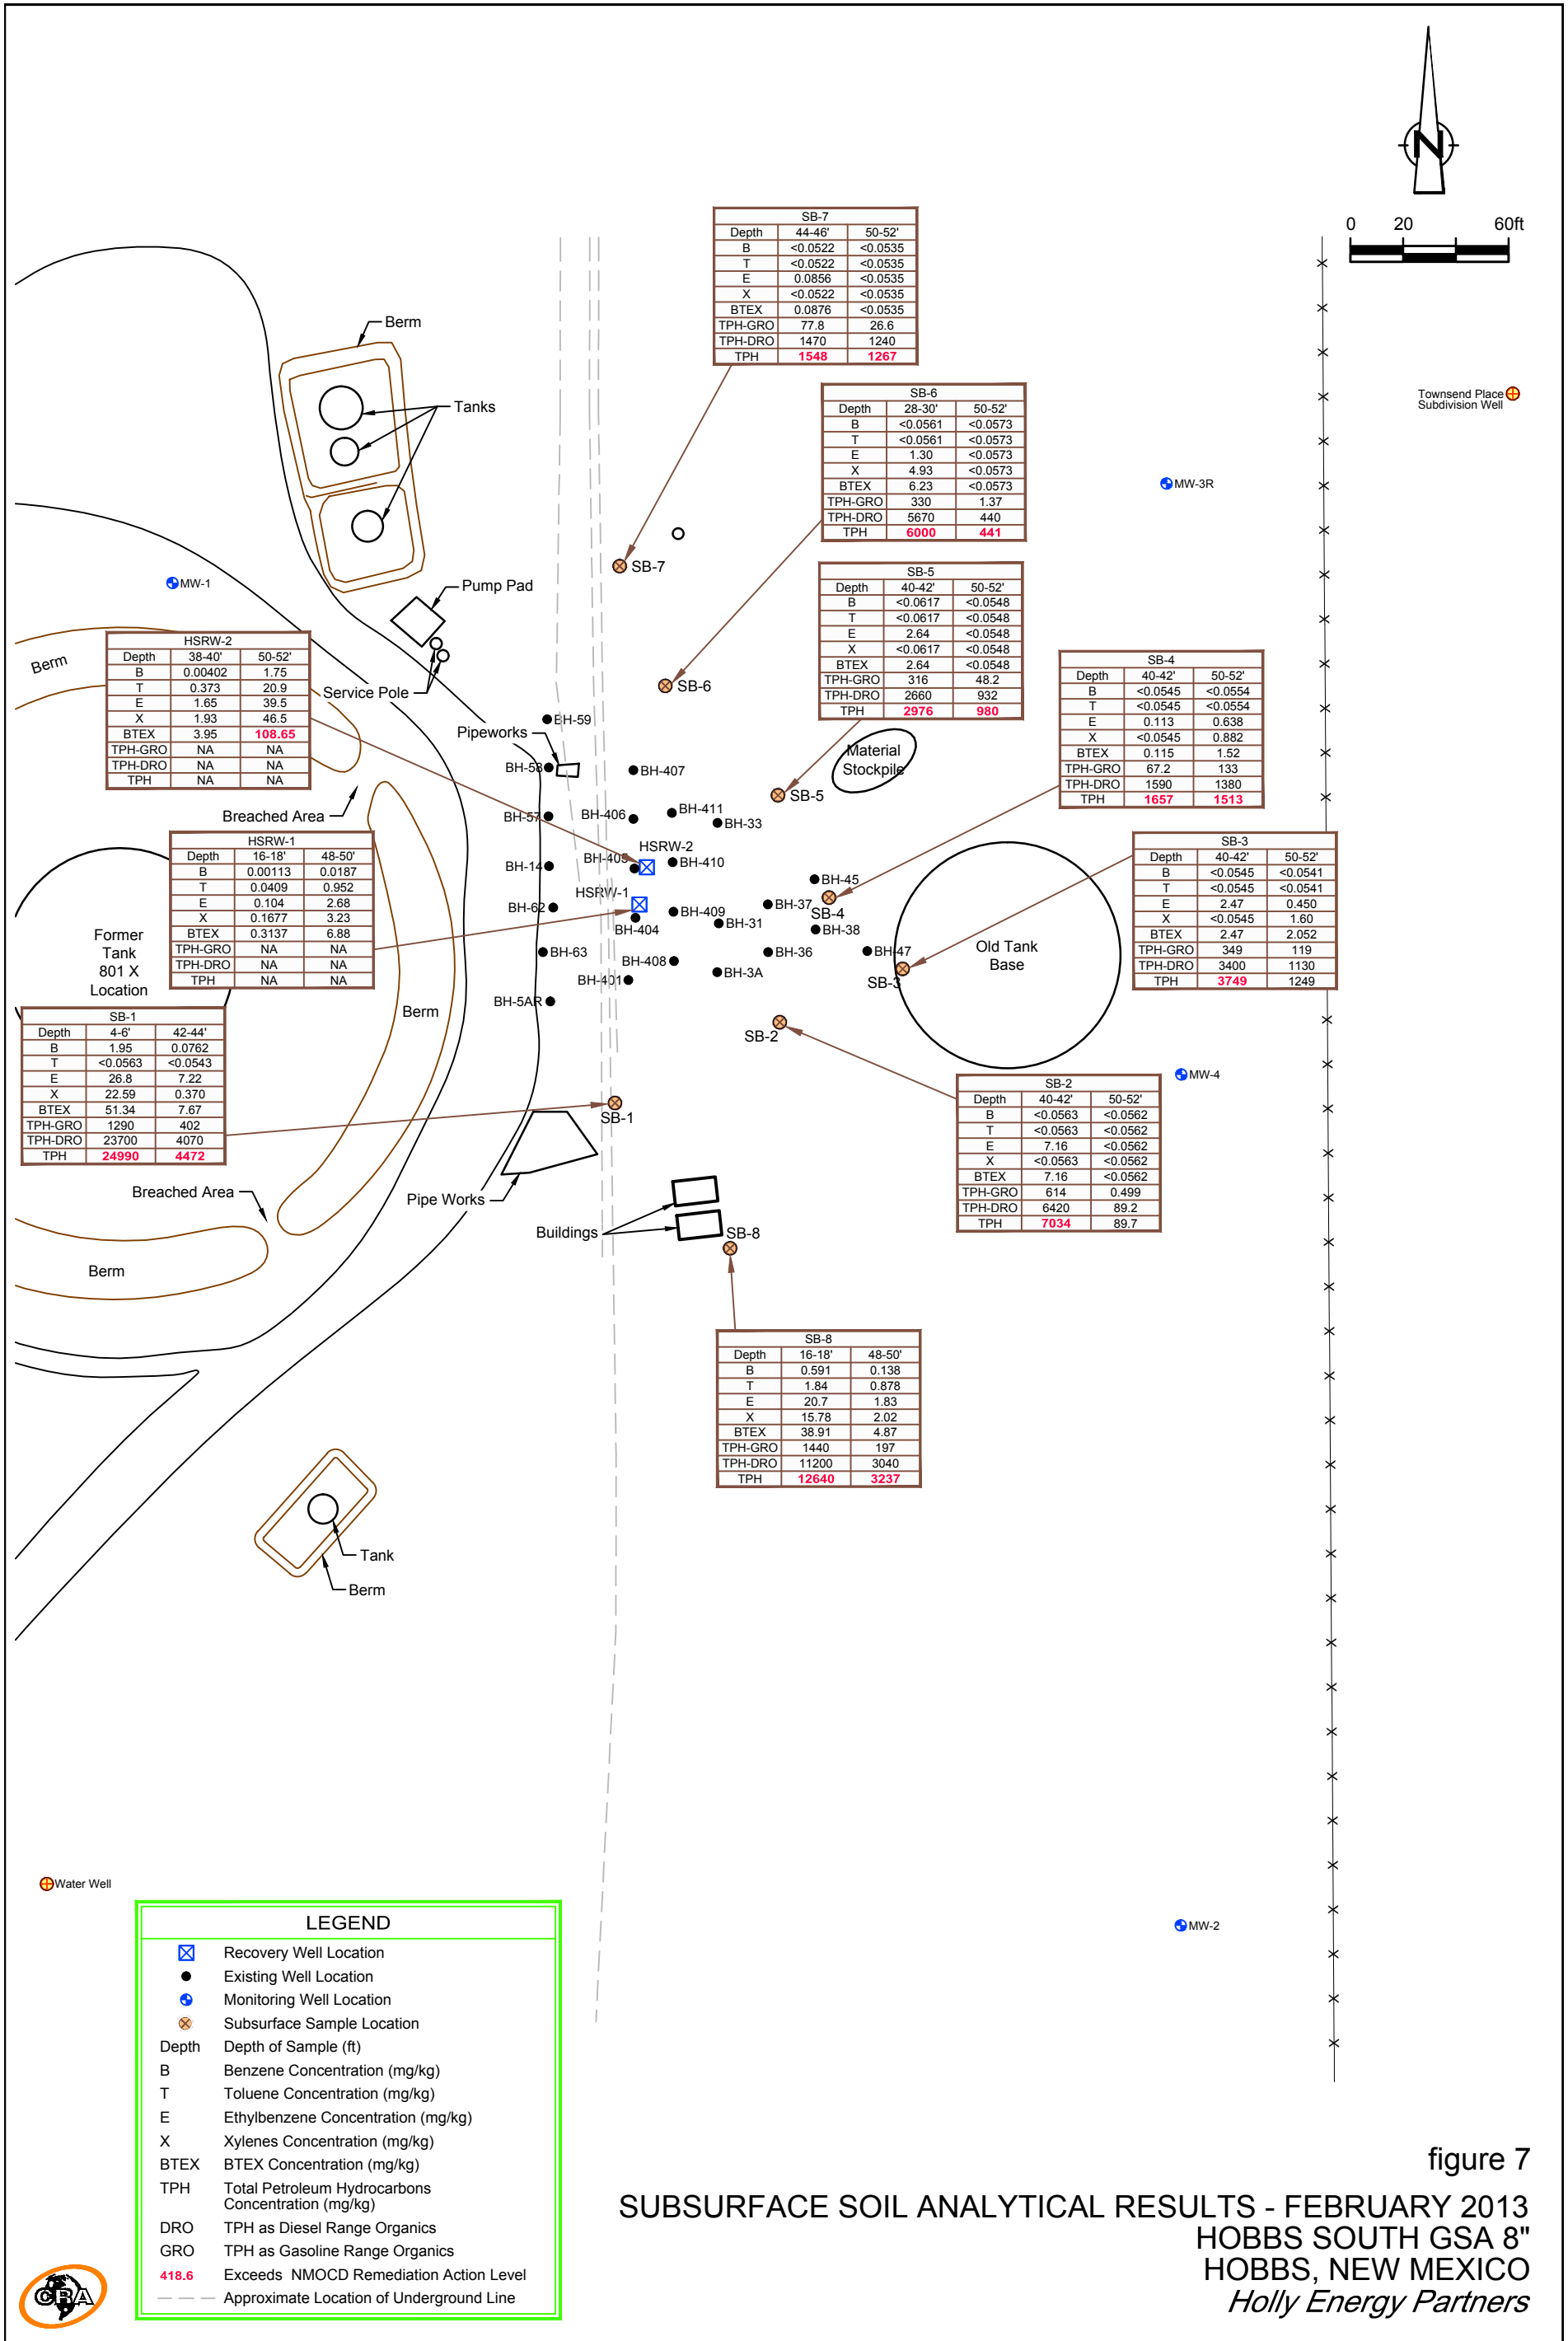 N
0 20 60ft
SB-7
Depth 44-46' 50-52'
B <0.0522 <0.0535
T <0.0522 <0.0535
E 0.0856 <0.0535
X <0.0522 <0.0535
BTEX 0.0876 <0.0535
TPH-GRO 77.8 26.6
TPH-DRO 1470 1240
TPH 1548 1267
Berm
Tanks
SB-6
Depth 28-30' 50-52'
B <0.0561 <0.0573
T <0.0561 <0.0573
E 1.30 <0.0573
X 4.93 <0.0573
BTEX 6.23 <0.0573
TPH-GRO 330 1.37
TPH-DRO 5670 440
TPH 6000 441
Townsend Place
Subdivision Well
MW-3R
SB-7
MW-1
Pump Pad
SB-5
Depth 40-42' 50-52'
B <0.0617 <0.0548
T <0.0617 <0.0548
E 2.64 <0.0548
X <0.0617 <0.0548
BTEX 2.64 <0.0548
TPH-GRO 316 48.2
TPH-DRO 2660 932
TPH 2976 980
Berm
HSRW-2
Depth 38-40' 50-52'
B 0.00402 1.75
T 0.373 20.9
E 1.65 39.5
X 1.93 46.5
BTEX 3.95 108.65
TPH-GRO NA NA
TPH-DRO NA NA
TPH NA NA
Service Pole
SB-6
SB-4
Depth 40-42' 50-52'
B <0.0545 <0.0554
T <0.0545 <0.0554
E 0.113 0.638
X <0.0545 0.882
BTEX 0.115 1.52
TPH-GRO 67.2 133
TPH-DRO 1590 1380
TPH 1657 1513
BH-59
Pipeworks
BH-58
BH-407
Material
Stockpile
SB-5
Breached Area
BH-57
BH-406
BH-411
BH-33
HSRW-1
Depth 16-18' 48-50'
B 0.00113 0.0187
T 0.0409 0.952
E 0.104 2.68
X 0.1677 3.23
BTEX 0.3137 6.88
TPH-GRO NA NA
TPH-DRO NA NA
TPH NA NA
HSRW-2
BH-14
BH-405
BH-410
BH-45
SB-3
Depth 40-42' 50-52'
B <0.0545 <0.0541
T <0.0545 <0.0541
E 2.47 0.450
X <0.0545 1.60
BTEX 2.47 2.052
TPH-GRO 349 119
TPH-DRO 3400 1130
TPH 3749 1249
HSRW-1
BH-62
BH-409
BH-37
SB-4
BH-404
BH-31
BH-38
Former
Tank
801 X
Location
BH-63
BH-408
BH-36
BH-47
Old Tank
Base
BH-401
BH-3A
SB-3
BH-5AR
Berm
SB-1
Depth 4-6' 42-44'
B 1.95 0.0762
T <0.0563 <0.0543
E 26.8 7.22
X 22.59 0.370
BTEX 51.34 7.67
TPH-GRO 1290 402
TPH-DRO 23700 4070
TPH 24990 4472
SB-2
MW-4
SB-2
Depth 40-42' 50-52'
B <0.0563 <0.0562
T <0.0563 <0.0562
E 7.16 <0.0562
X <0.0563 <0.0562
BTEX 7.16 <0.0562
TPH-GRO 614 0.499
TPH-DRO 6420 89.2
TPH 7034 89.7
SB-1
Breached Area
Pipe Works
Buildings
SB-8
Berm
SB-8
Depth 16-18' 48-50'
B 0.591 0.138
T 1.84 0.878
E 20.7 1.83
X 15.78 2.02
BTEX 38.91 4.87
TPH-GRO 1440 197
TPH-DRO 11200 3040
TPH 12640 3237
Tank
Berm
Water Well
MW-2
LEGEND
Recovery Well Location
Existing Well Location
Monitoring Well Location
Subsurface Sample Location
Depth Depth of Sample (ft)
B Benzene Concentration (mg/kg)
T Toluene Concentration (mg/kg)
E Ethylbenzene Concentration (mg/kg)
X Xylenes Concentration (mg/kg)
BTEX BTEX Concentration (mg/kg)
TPH Total Petroleum Hydrocarbons
Concentration (mg/kg)
DRO TPH as Diesel Range Organics
GRO TPH as Gasoline Range Organics
418.6 Exceeds NMOCD Remediation Action Level
Approximate Location of Underground Line
CRA
figure 7
SUBSURFACE SOIL ANALYTICAL RESULTS - FEBRUARY 2013
HOBBS SOUTH GSA 8"
HOBBS, NEW MEXICO
Holly Energy Partners